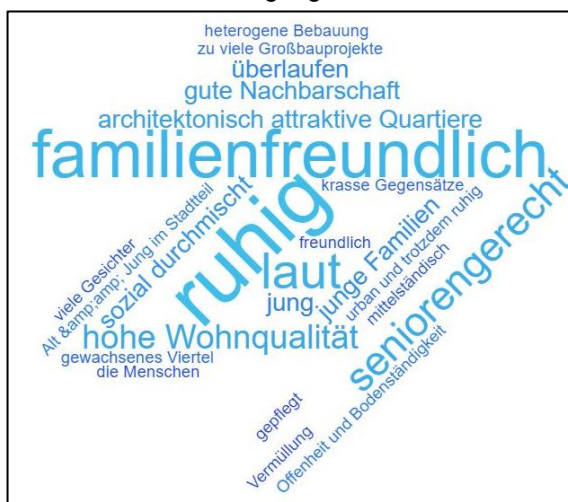 heterogene Bebauung
zu viele Großbauprojekte
überlaufen
gute Nachbarschaft
architektonisch attraktive Quartiere
familienfreundlich
krasse Gegensätze
ruhig
sozial durchmischt
Alt &amp;amp; Jung im Stadtteil
viele Gesichter
freundlich
laut
jung.
junge Familien
urban und trotzdem ruhig
mittelständisch
seniorengerecht
hohe Wohnqualität
gewachsenes Viertel
die Menschen
Offenheit und Bodenständigkeit
gepflegt
Vermüllung